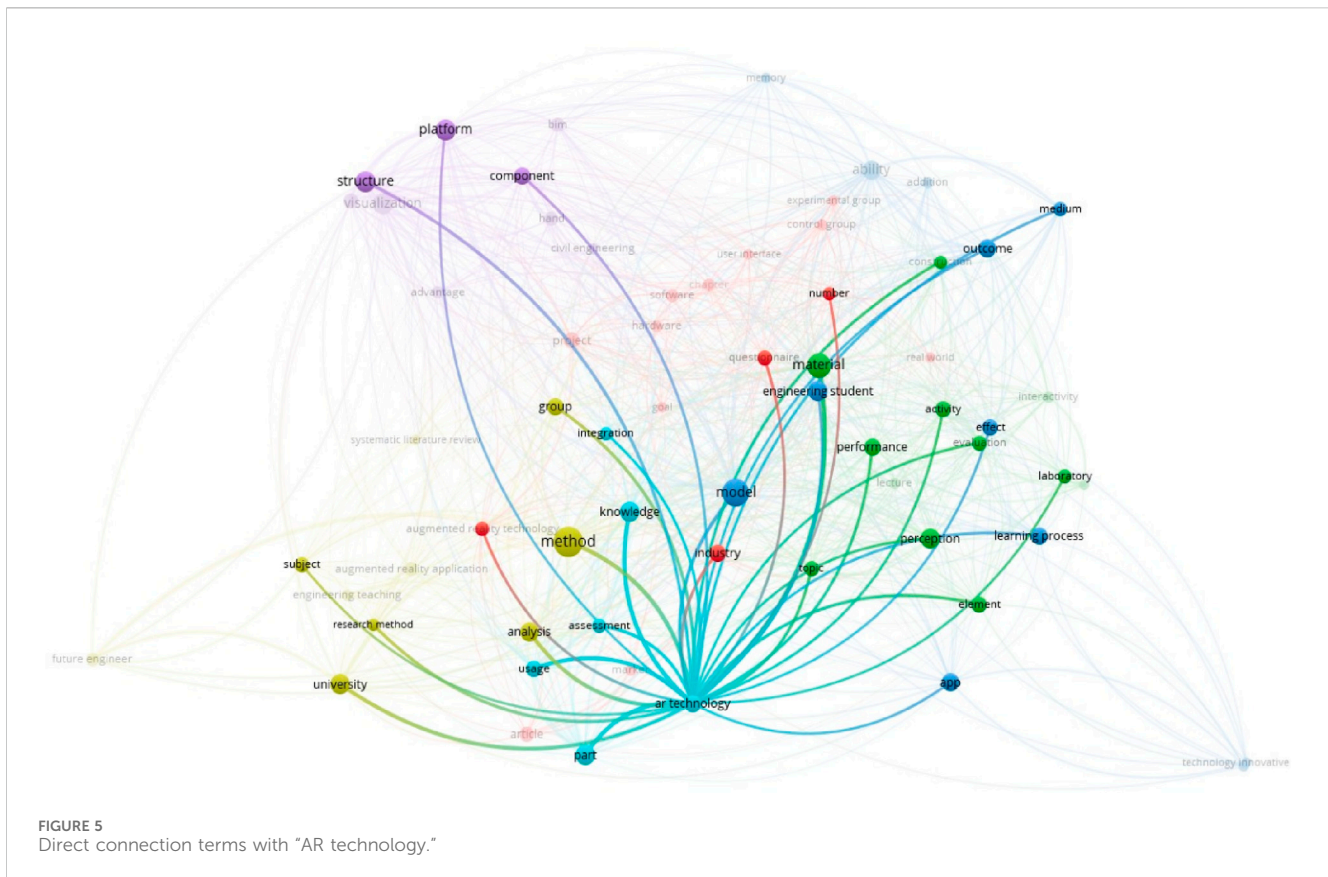 memory
platform
bim
component
ability
structure
addition
visualization
experimental group
medium
hand
control group
civil engineering
outcome
user interface
construction
chapter
advantage
software
number
hardware
project
questionnaire
real world
material
engineering student
interactivity
group
goal
activity
integration
effect
systematic literature review
evaluation
performance
laboratory
lecture
model
knowledge
augmented reality technology
method
perception
learning process
industry
subject
augmented reality application
topic
engineering teaching
element
research method
assessment
analysis
future engineer
usage
university
app
ar technology
article
part
technology innovative
FIGURE 5
Direct connection terms with “AR technology.”